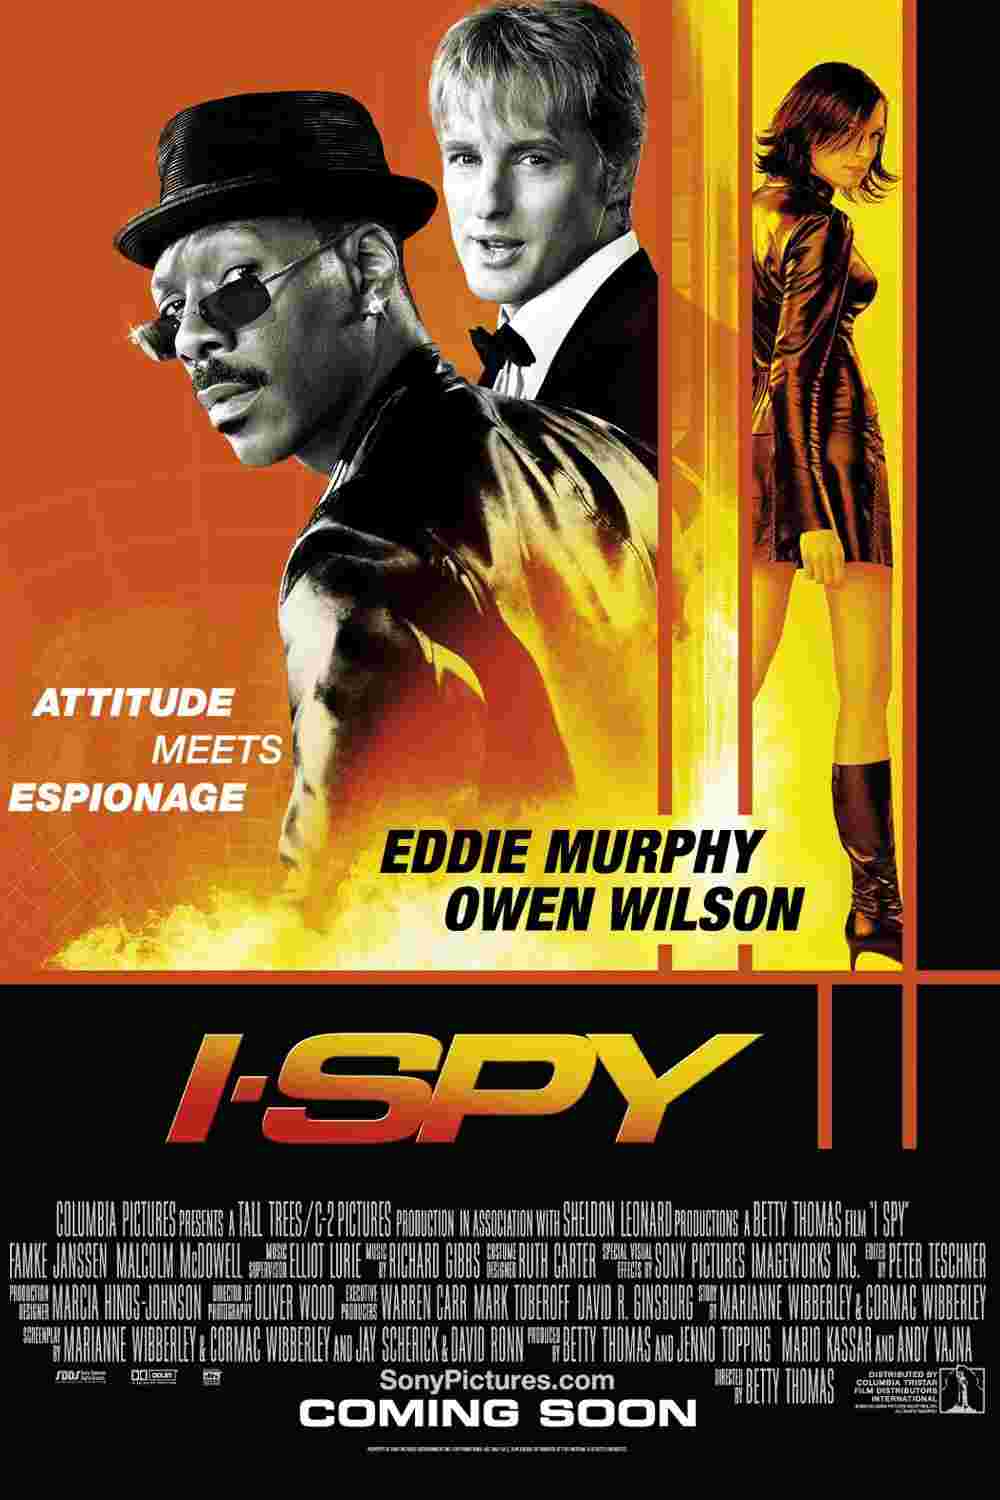 ATTITUDE
MEETS
ESPIONAGE
EDDIE MURPHY
OWEN WILSON
I-SPY
COLUMBIA PICTURES PRESENTS A TALL TREES/C-2 PICTURES PRODUCTION IN ASSOCIATION WITH SHELDON LEONARD PRODUCTIONS A BETTY THOMAS FILM "I SPY"
FAMKE JANSSEN MALCOLM McDOWELL MUSIC SUPERVISOR ELLIOT LURIE MUSIC BY RICHARD GIBBS COSTUME DESIGNER RUTH CARTER SPECIAL VISUAL EFFECTS BY SONY PICTURES IMAGEWORKS INC. EDITED BY PETER TESCHNER
PRODUCTION DESIGNER MARCIA HINDS-JOHNSON DIRECTOR OF PHOTOGRAPHY OLIVER WOOD EXECUTIVE PRODUCERS WARREN CARR MARK TOBEROFF DAVID R. GINSBURG STORY BY MARIANNE WIBBERLEY & CORMAC WIBBERLEY
SCREENPLAY BY MARIANNE WIBBERLEY & CORMAC WIBBERLEY AND JAY SCHERICK & DAVID RONN PRODUCED BY BETTY THOMAS AND JENNO TOPPING MARIO KASSAR AND ANDY VAJNA
DIRECTED BY BETTY THOMAS
SDDS DOLBY dts
SonyPictures.com
COMING SOON
DISTRIBUTED BY
COLUMBIA TRISTAR
FILM DISTRIBUTORS
INTERNATIONAL